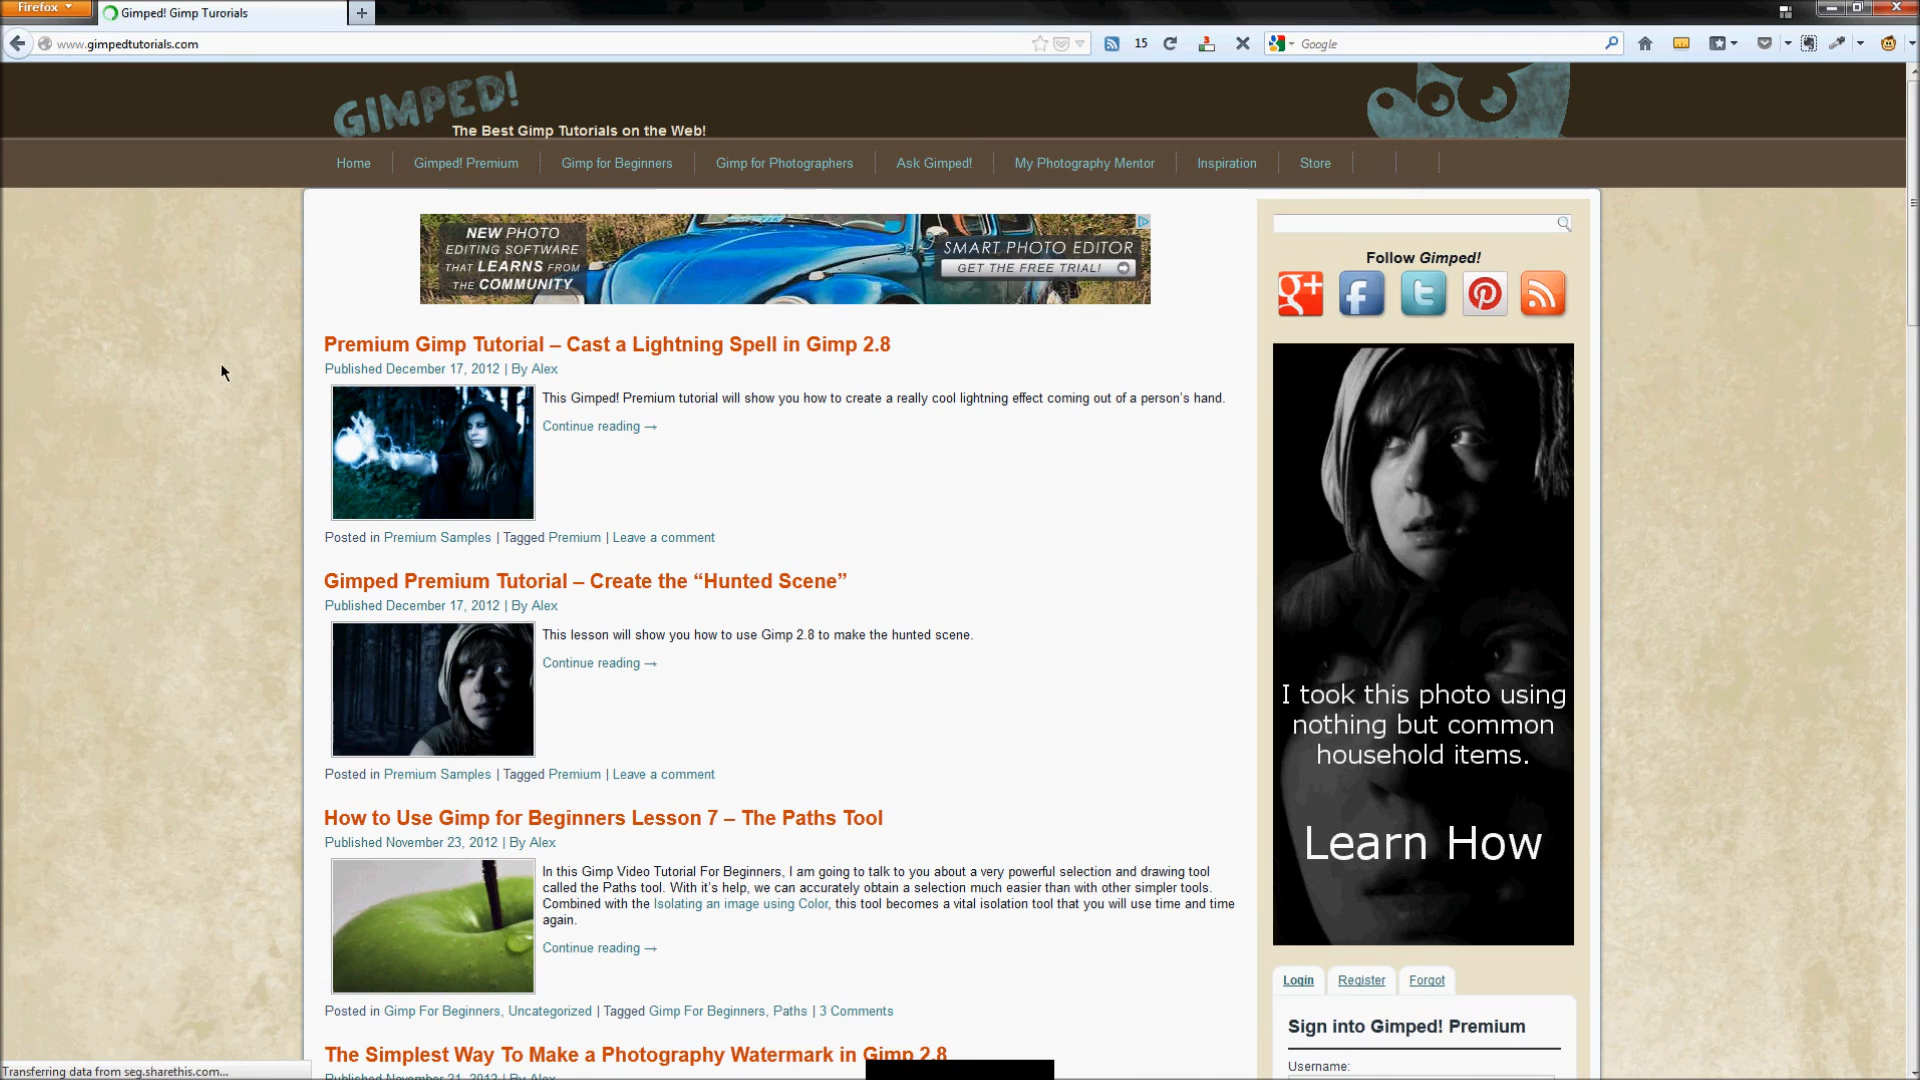 Firefox
Gimped! Gimp Turorials
www.gimpedtutorials.com
15
3
Google
GIMPED!
The Best Gimp Tutorials on the Web!
Home
Gimped! Premium
Gimp for Beginners
Gimp for Photographers
Ask Gimped!
My Photography Mentor
Inspiration
Store
NEW PHOTO
EDITING SOFTWARE
THAT LEARNS FROM
THE COMMUNITY
SMART PHOTO EDITOR
GET THE FREE TRIAL!
Follow Gimped!
g+
f
t
Premium Gimp Tutorial – Cast a Lightning Spell in Gimp 2.8
Published December 17, 2012 | By Alex
This Gimped! Premium tutorial will show you how to create a really cool lightning effect coming out of a person's hand.
Continue reading →
Posted in Premium Samples | Tagged Premium | Leave a comment
Gimped Premium Tutorial – Create the “Hunted Scene”
Published December 17, 2012 | By Alex
This lesson will show you how to use Gimp 2.8 to make the hunted scene.
Continue reading →
Posted in Premium Samples | Tagged Premium | Leave a comment
How to Use Gimp for Beginners Lesson 7 – The Paths Tool
Published November 23, 2012 | By Alex
In this Gimp Video Tutorial For Beginners, I am going to talk to you about a very powerful selection and drawing tool
called the Paths tool. With it's help, we can accurately obtain a selection much easier than with other simpler tools.
Combined with the Isolating an image using Color, this tool becomes a vital isolation tool that you will use time and time
again.
Continue reading →
Posted in Gimp For Beginners, Uncategorized | Tagged Gimp For Beginners, Paths | 3 Comments
The Simplest Way To Make a Photography Watermark in Gimp 2.8
Published November 21, 2012 | By Alex
I took this photo using
nothing but common
household items.
Learn How
Login
Register
Forgot
Sign into Gimped! Premium
Username:
Transferring data from seg.sharethis.com...